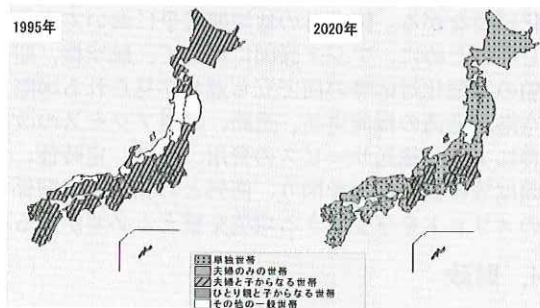 1995年
2020年
単独世帯
夫婦のみの世帯
夫婦と子からなる世帯
ひとり親と子からなる世帯
その他の一般世帯